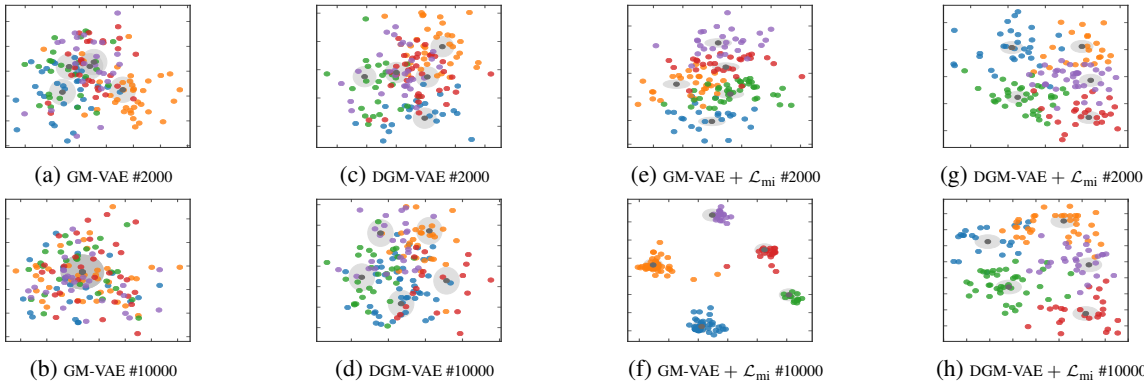 (a) GM-VAE #2000
(c) DGM-VAE #2000
(e) GM-VAE + ℒmi #2000
(g) DGM-VAE + ℒmi #2000
(b) GM-VAE #10000
(d) DGM-VAE #10000
(f) GM-VAE + ℒmi #10000
(h) DGM-VAE + ℒmi #10000